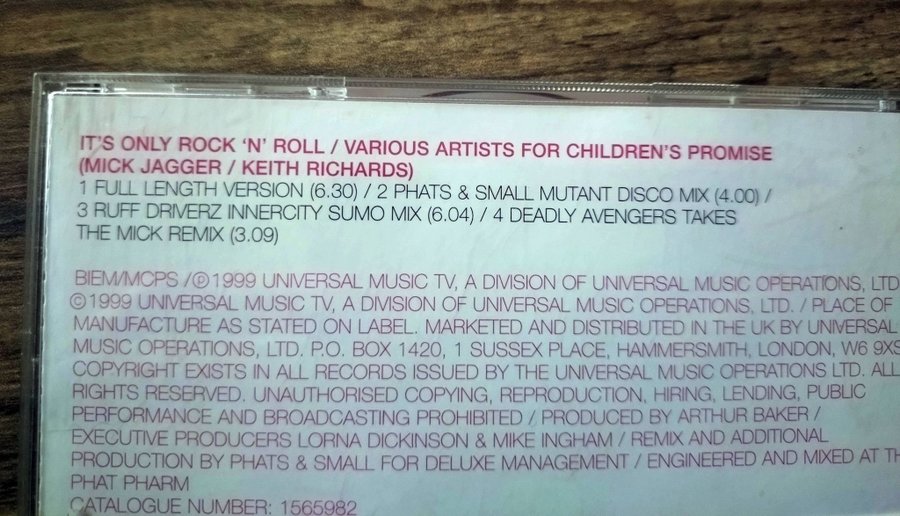 IT'S ONLY ROCK 'N' ROLL / VARIOUS ARTISTS FOR CHILDREN'S PROMISE
(MICK JAGGER / KEITH RICHARDS)
1 FULL LENGTH VERSION (6.30) / 2 PHATS & SMALL MUTANT DISCO MIX (4.00) /
3 RUFF DRIVERZ INNERCITY SUMO MIX (6.04) / 4 DEADLY AVENGERS TAKES
THE MICK REMIX (3.09)
BIEM/MCPS / ℗ 1999 UNIVERSAL MUSIC TV, A DIVISION OF UNIVERSAL MUSIC OPERATIONS, LTD
© 1999 UNIVERSAL MUSIC TV, A DIVISION OF UNIVERSAL MUSIC OPERATIONS, LTD. / PLACE OF
MANUFACTURE AS STATED ON LABEL. MARKETED AND DISTRIBUTED IN THE UK BY UNIVERSAL
MUSIC OPERATIONS, LTD. P.O. BOX 1420, 1 SUSSEX PLACE, HAMMERSMITH, LONDON, W6 9XS
COPYRIGHT EXISTS IN ALL RECORDS ISSUED BY THE UNIVERSAL MUSIC OPERATIONS LTD. ALL
RIGHTS RESERVED. UNAUTHORISED COPYING, REPRODUCTION, HIRING, LENDING, PUBLIC
PERFORMANCE AND BROADCASTING PROHIBITED / PRODUCED BY ARTHUR BAKER /
EXECUTIVE PRODUCERS LORNA DICKINSON & MIKE INGHAM / REMIX AND ADDITIONAL
PRODUCTION BY PHATS & SMALL FOR DELUXE MANAGEMENT / ENGINEERED AND MIXED AT TH
PHAT PHARM
CATALOGUE NUMBER: 1565982